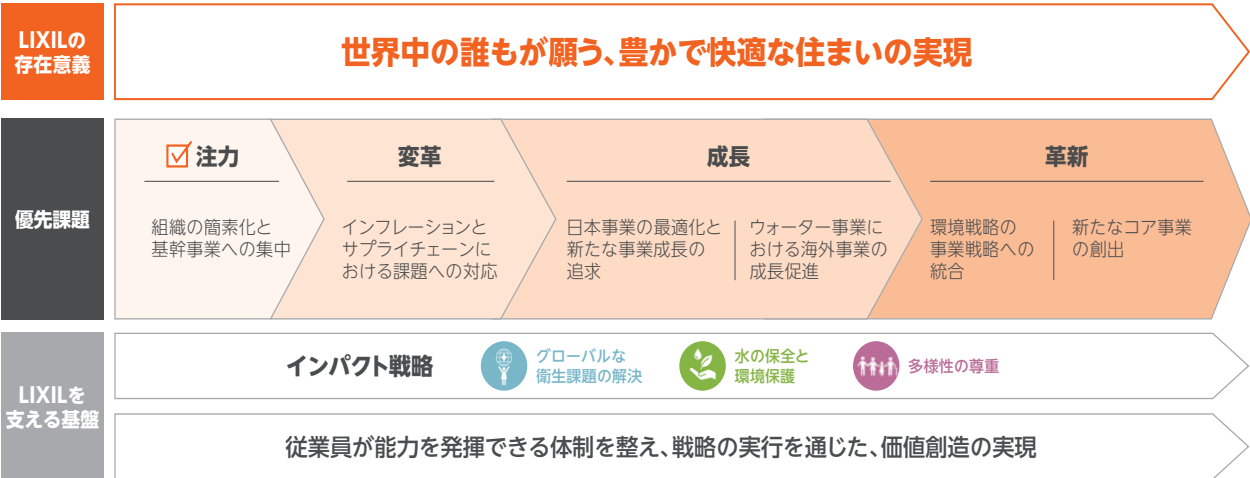 LIXILの
存在意義
世界中の誰もが願う、豊かで快適な住まいの実現
優先課題
注力
組織の簡素化と
基幹事業への集中
変革
インフレーションと
サプライチェーンに
おける課題への対応
成長
日本事業の最適化と
新たな事業成長の
追求
ウォーター事業に
おける海外事業の
成長促進
革新
環境戦略の
事業戦略への
統合
新たなコア事業
の創出
LIXILを
支える基盤
インパクト戦略
グローバルな
衛生課題の解決
水の保全と
環境保護
多様性の尊重
従業員が能力を発揮できる体制を整え、戦略の実行を通じた、価値創造の実現